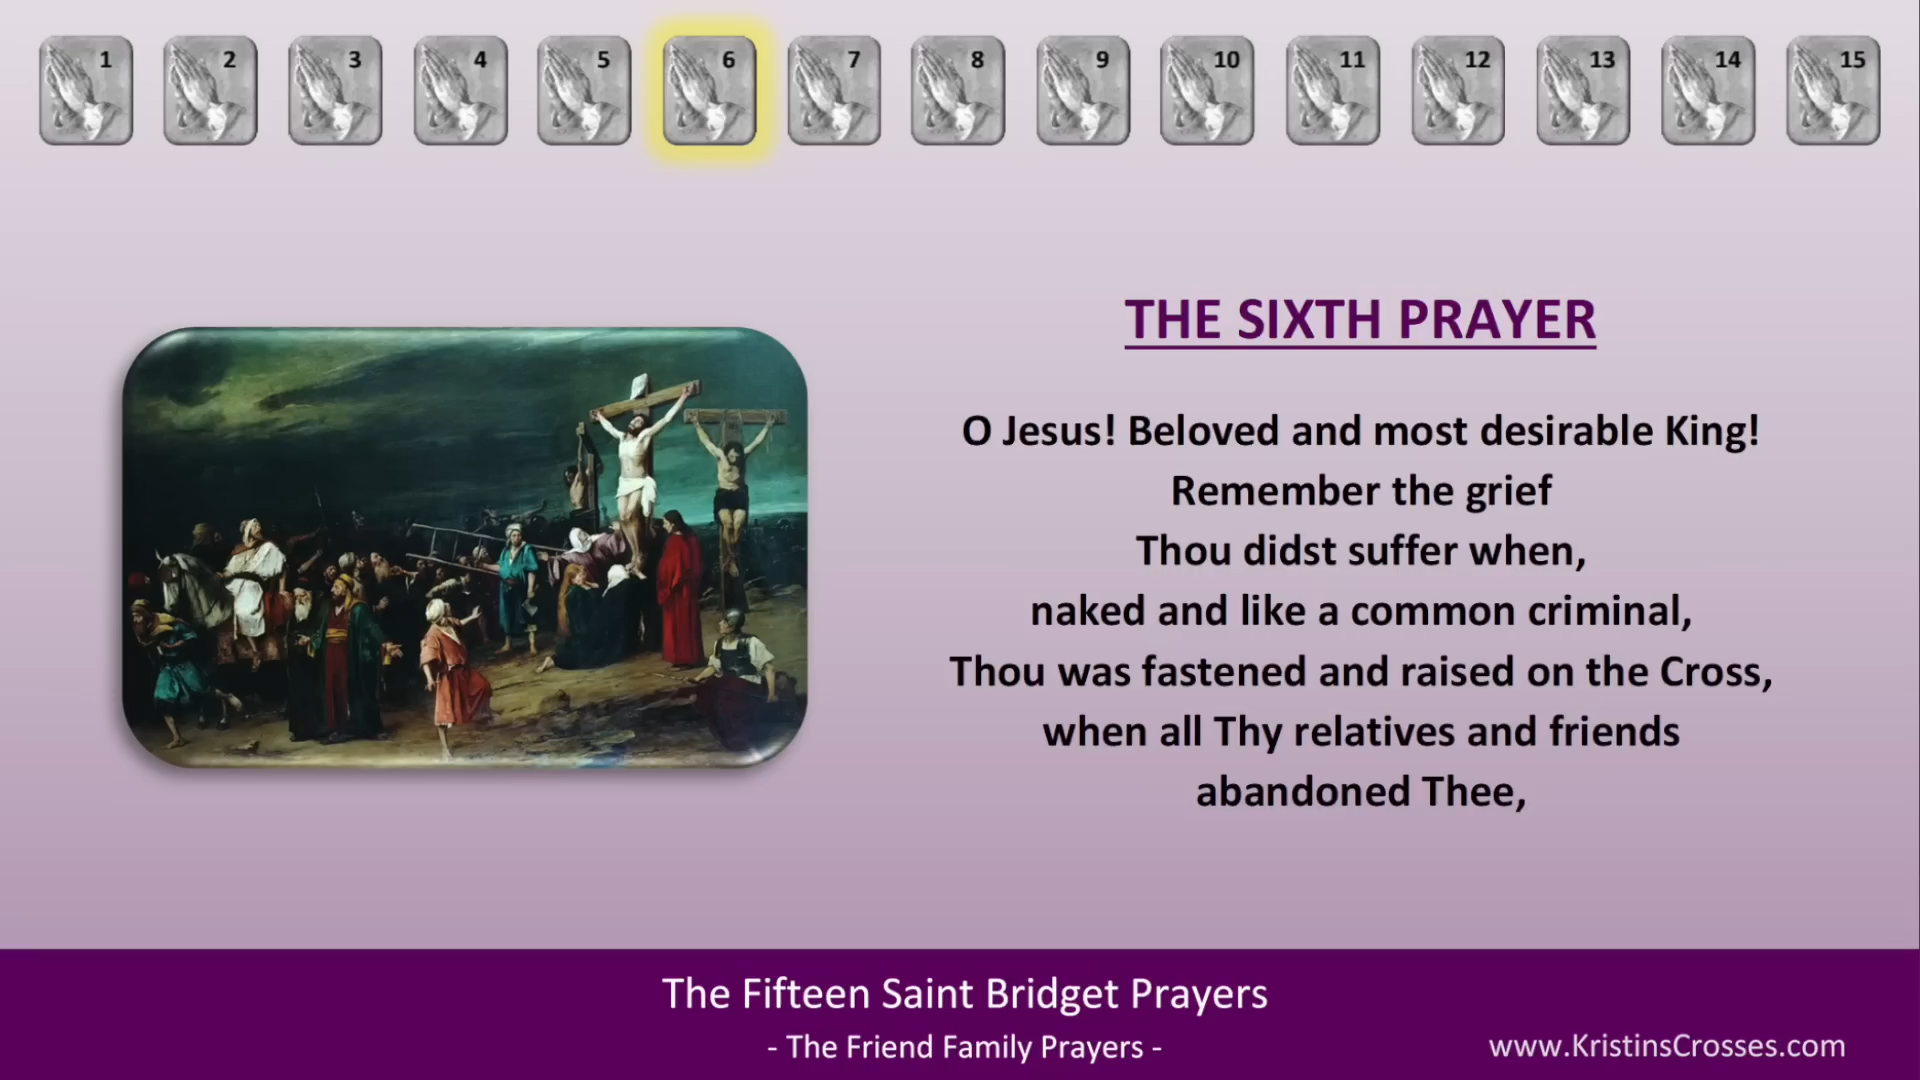 1 2 3 4 5 6 7 8 9 10 11 12 13 14 15
THE SIXTH PRAYER
O Jesus! Beloved and most desirable King!
Remember the grief
Thou didst suffer when,
naked and like a common criminal,
Thou was fastened and raised on the Cross,
when all Thy relatives and friends
abandoned Thee,
The Fifteen Saint Bridget Prayers
- The Friend Family Prayers -
www.KristinsCrosses.com